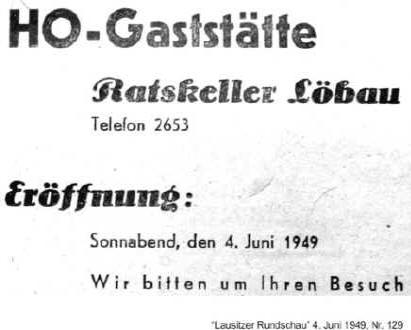 HO-Gaststätte
Ratskeller Löbau
Telefon 2653
Eröffnung:
Sonnabend, den 4. Juni 1949
Wir bitten um Ihren Besuch
"Lausitzer Rundschau" 4. Juni 1949, Nr. 129